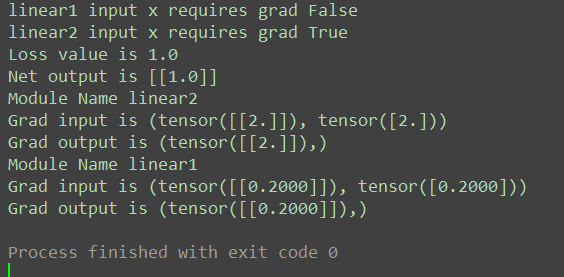 linear1 input x requires grad False
linear2 input x requires grad True
Loss value is 1.0
Net output is [[1.0]]
Module Name linear2
Grad input is (tensor([[2.]]), tensor([2.]))
Grad output is (tensor([[2.]]),)
Module Name linear1
Grad input is (tensor([[0.2000]]), tensor([0.2000]))
Grad output is (tensor([[0.2000]]),)
Process finished with exit code 0